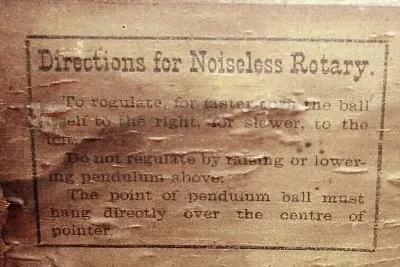 Directions for Noiseless Rotary.
To regulate, for faster turn the ball
itself to the right, for slower, to the
left.
Do not regulate by raising or lower-
ing pendulum above.
The point of pendulum ball must
hang directly over the centre of
pointer.